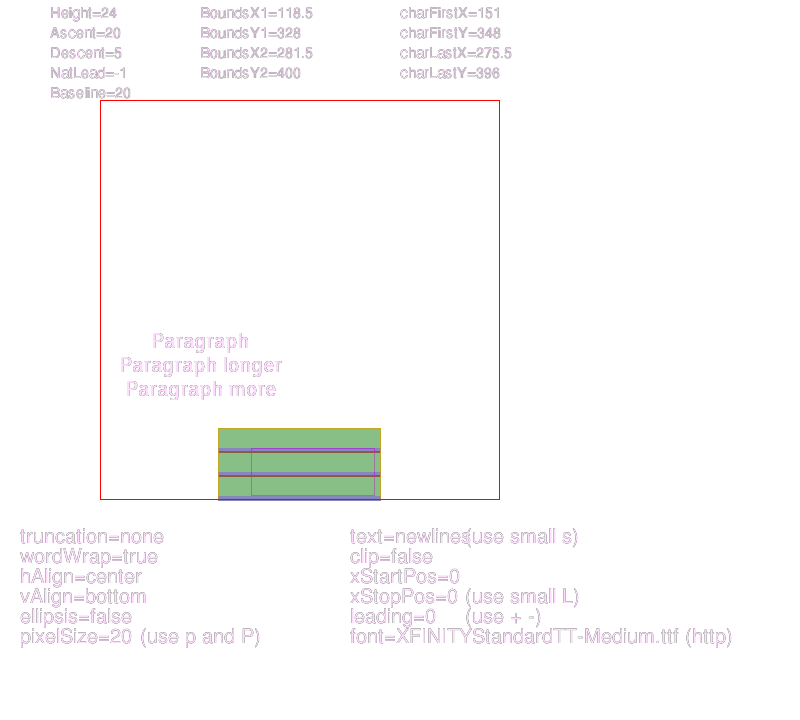 Height=24
Ascent=20
Descent=5
NatLead=-1
Baseline=20
BoundsX1=118.5
BoundsY1=328
BoundsX2=281.5
BoundsY2=400
charFirstX=151
charFirstY=348
charLastX=275.5
charLastY=396
Paragraph
Paragraph longer
Paragraph more
truncation=none
wordWrap=true
hAlign=center
vAlign=bottom
ellipsis=false
pixelSize=20 (use p and P)
text=newlines(use small s)
clip=false
xStartPos=0
xStopPos=0 (use small L)
leading=0 (use + -)
font=XFINITYStandardTT-Medium.ttf (http)